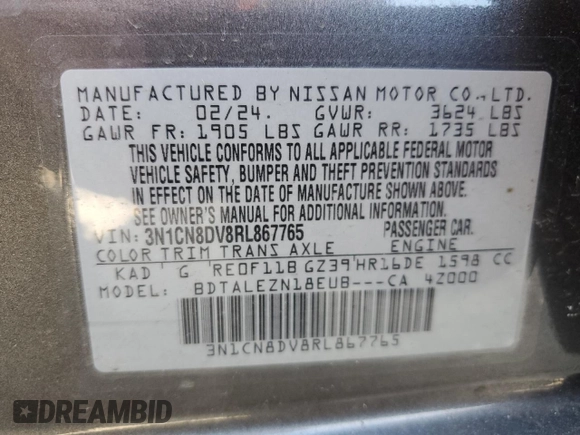 MANUFACTURED BY NISSAN MOTOR CO.,LTD.
DATE: 02/24. GVWR: 3624 LBS
GAWR FR: 1905 LBS GAWR RR: 1735 LBS
THIS VEHICLE CONFORMS TO ALL APPLICABLE FEDERAL MOTOR
VEHICLE SAFETY, BUMPER AND THEFT PREVENTION STANDARDS
IN EFFECT ON THE DATE OF MANUFACTURE SHOWN ABOVE.
SEE OWNER'S MANUAL FOR ADDITIONAL INFORMATION.
VIN: 3N1CN8DV8RL867765 PASSENGER CAR.
COLOR TRIM TRANS AXLE ENGINE
KAD G RE0F11B GZ39 HR16DE 1598 CC
MODEL: BDTALEZN18EUB---CA 4Z000
3N1CN8DV8RL867765
DREAMBID